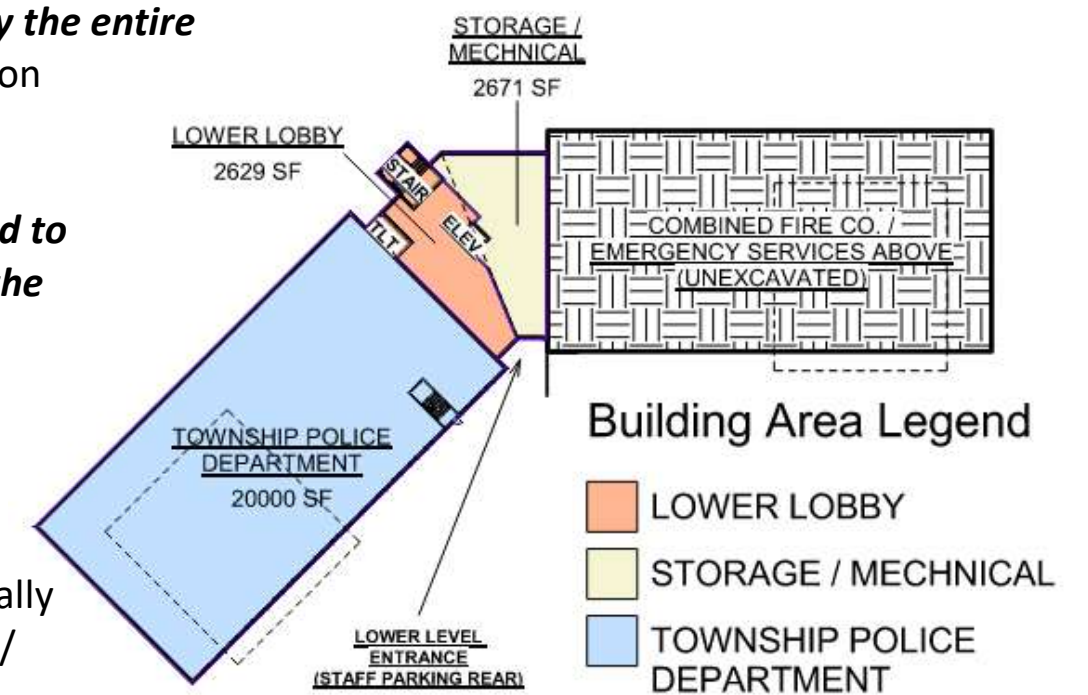 y the entire
on
d to
he
ally
/
STORAGE /
MECHNICAL
2671 SF
LOWER LOBBY
2629 SF
STAIR
TLT
ELEV
COMBINED FIRE CO. /
EMERGENCY SERVICES ABOVE
(UNEXCAVATED)
TOWNSHIP POLICE
DEPARTMENT
20000 SF
LOWER LEVEL
ENTRANCE
(STAFF PARKING REAR)
Building Area Legend
LOWER LOBBY
STORAGE / MECHNICAL
TOWNSHIP POLICE
DEPARTMENT